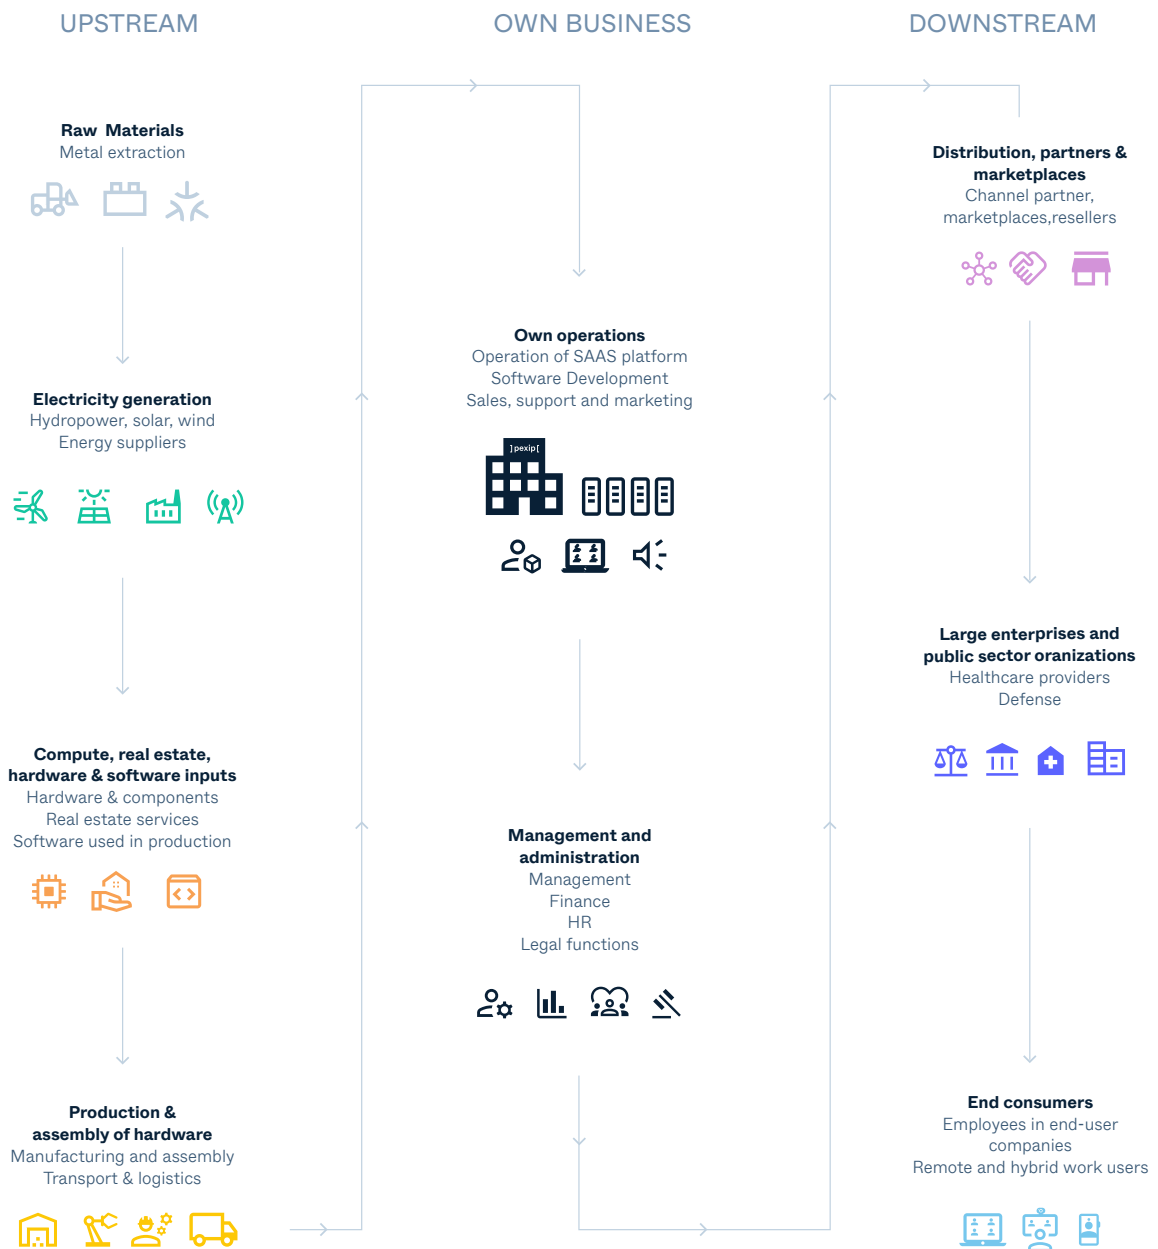 UPSTREAM
Raw Materials
Metal extraction
Electricity generation
Hydropower, solar, wind
Energy suppliers
Compute, real estate,
hardware & software inputs
Hardware & components
Real estate services
Software used in production
Production &
assembly of hardware
Manufacturing and assembly
Transport & logistics
OWN BUSINESS
Own operations
Operation of SAAS platform
Software Development
Sales, support and marketing
]pexip[
Management and
administration
Management
Finance
HR
Legal functions
DOWNSTREAM
Distribution, partners &
marketplaces
Channel partner,
marketplaces,resellers
Large enterprises and
public sector oranizations
Healthcare providers
Defense
End consumers
Employees in end-user
companies
Remote and hybrid work users